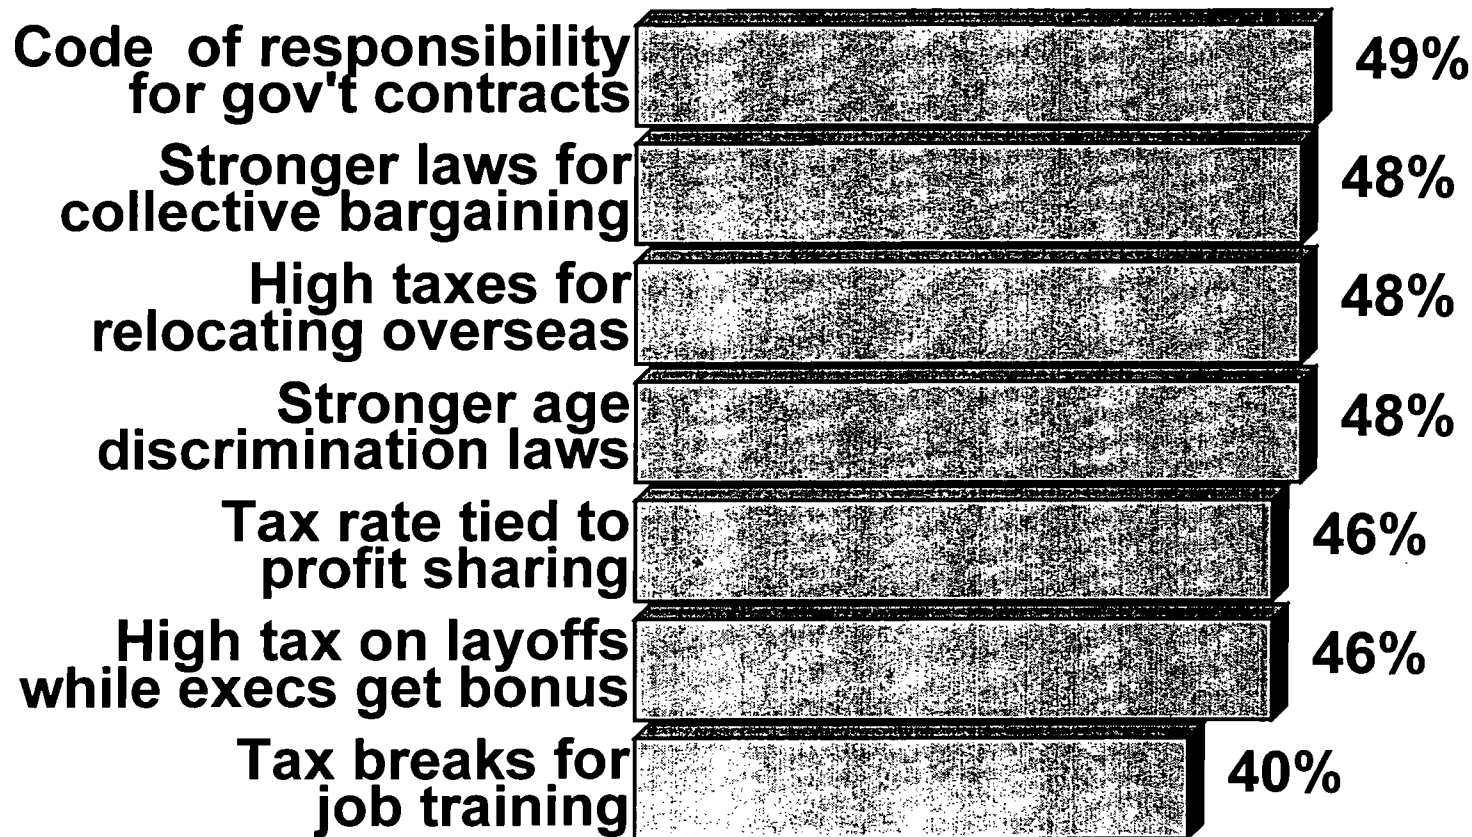 Code of responsibility
for gov't contracts
49%
Stronger laws for
collective bargaining
48%
High taxes for
relocating overseas
48%
Stronger age
discrimination laws
48%
Tax rate tied to
profit sharing
46%
High tax on layoffs
while execs get bonus
46%
Tax breaks for
job training
40%